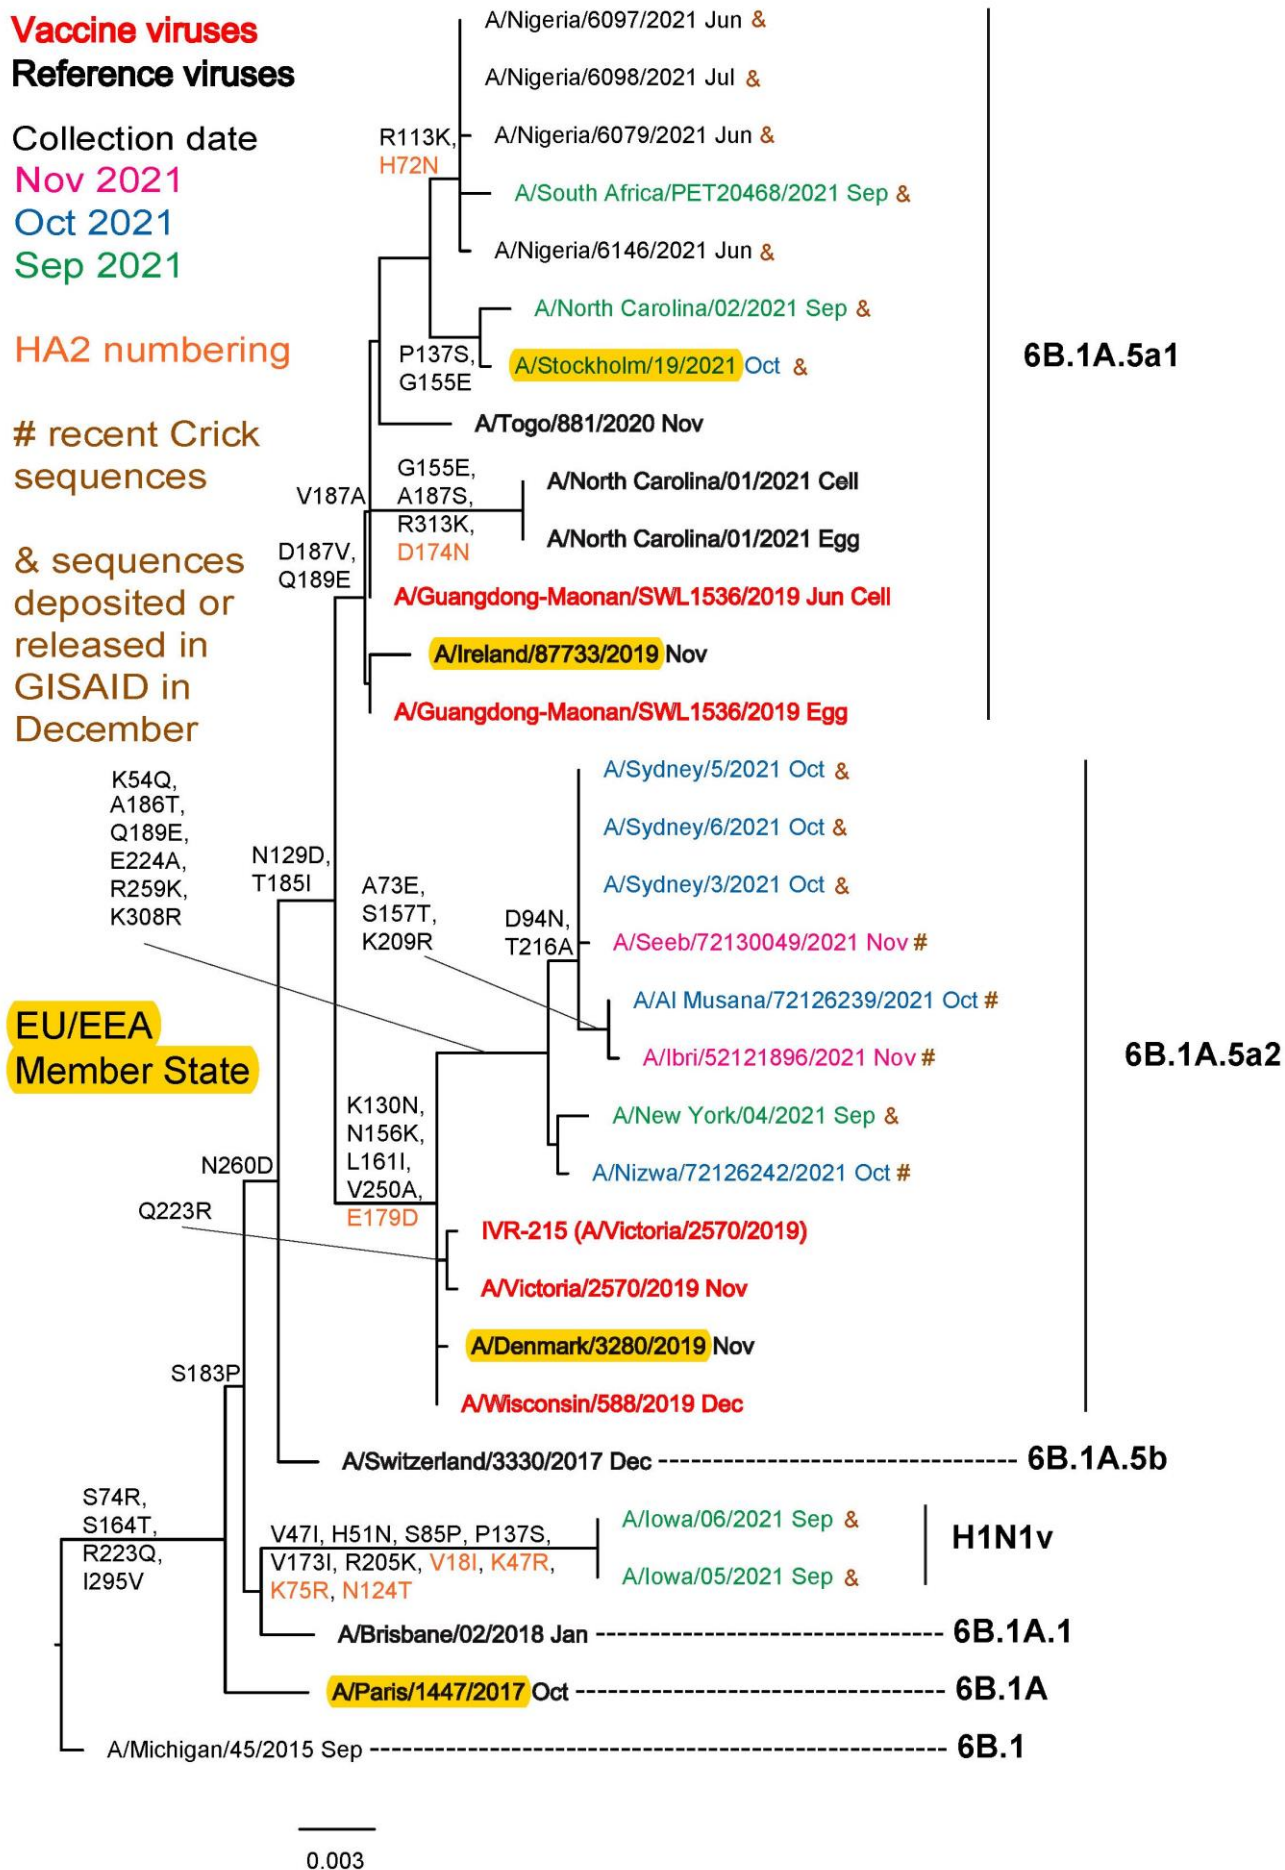 Vaccine viruses
Reference viruses
Collection date
Nov 2021
Oct 2021
Sep 2021
HA2 numbering
# recent Crick
sequences
& sequences
deposited or
released in
GISAID in
December
EU/EEA
Member State
A/Nigeria/6097/2021 Jun &
A/Nigeria/6098/2021 Jul &
R113K,
H72N
A/Nigeria/6079/2021 Jun &
A/South Africa/PET20468/2021 Sep &
A/Nigeria/6146/2021 Jun &
A/North Carolina/02/2021 Sep &
P137S,
G155E
A/Stockholm/19/2021 Oct &
6B.1A.5a1
A/Togo/881/2020 Nov
V187A
G155E,
A187S,
R313K,
D174N
A/North Carolina/01/2021 Cell
A/North Carolina/01/2021 Egg
D187V,
Q189E
A/Guangdong-Maonan/SWL1536/2019 Jun Cell
A/Ireland/87733/2019 Nov
A/Guangdong-Maonan/SWL1536/2019 Egg
K54Q,
A186T,
Q189E,
E224A,
R259K,
K308R
N129D,
T185I
A73E,
S157T,
K209R
D94N,
T216A
A/Sydney/5/2021 Oct &
A/Sydney/6/2021 Oct &
A/Sydney/3/2021 Oct &
A/Seeb/72130049/2021 Nov #
A/Al Musana/72126239/2021 Oct #
A/Ibri/52121896/2021 Nov #
6B.1A.5a2
A/New York/04/2021 Sep &
A/Nizwa/72126242/2021 Oct #
K130N,
N156K,
L161I,
V250A,
E179D
N260D
Q223R
IVR-215 (A/Victoria/2570/2019)
A/Victoria/2570/2019 Nov
A/Denmark/3280/2019 Nov
S183P
A/Wisconsin/588/2019 Dec
A/Switzerland/3330/2017 Dec
6B.1A.5b
S74R,
S164T,
R223Q,
I295V
V47I, H51N, S85P, P137S,
V173I, R205K, V18I, K47R,
K75R, N124T
A/Iowa/06/2021 Sep &
A/Iowa/05/2021 Sep &
H1N1v
A/Brisbane/02/2018 Jan
6B.1A.1
A/Paris/1447/2017 Oct
6B.1A
A/Michigan/45/2015 Sep
6B.1
0.003